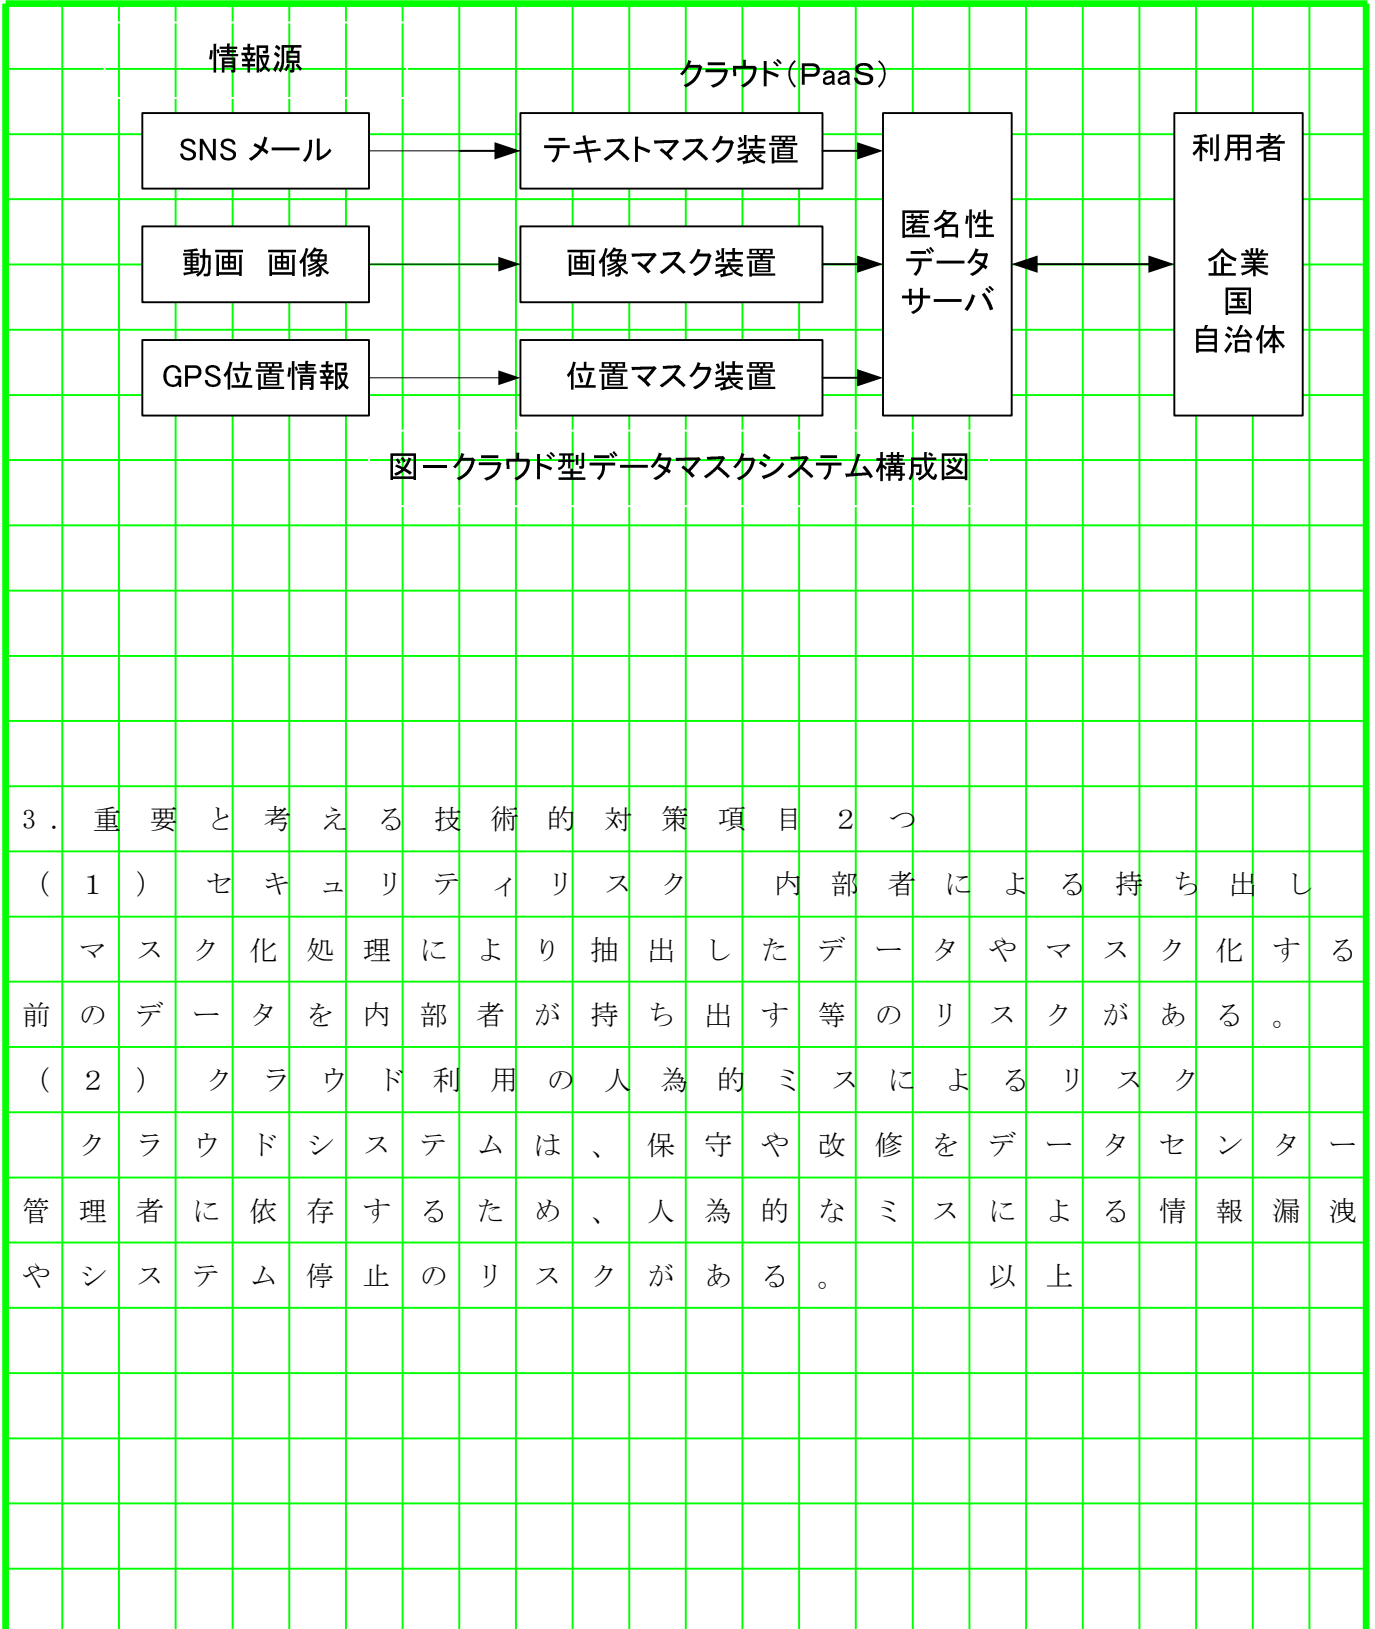 情報源
クラウド（PaaS）
SNS メール
テキストマスク装置
動画　画像
画像マスク装置
GPS位置情報
位置マスク装置
匿名性
データ
サーバ
利用者
企業
国
自治体
図－クラウド型データマスクシステム構成図
3．重要と考える技術的対策項目２つ
（１）　セキュリティリスク　内部者による持ち出し
　マスク化処理により抽出したデータやマスク化する
前のデータを内部者が持ち出す等のリスクがある。
（２）　クラウド利用の人為的ミスによるリスク
　クラウドシステムは、保守や改修をデータセンター
管理者に依存するため、人為的なミスによる情報漏洩
やシステム停止のリスクがある。　　以上